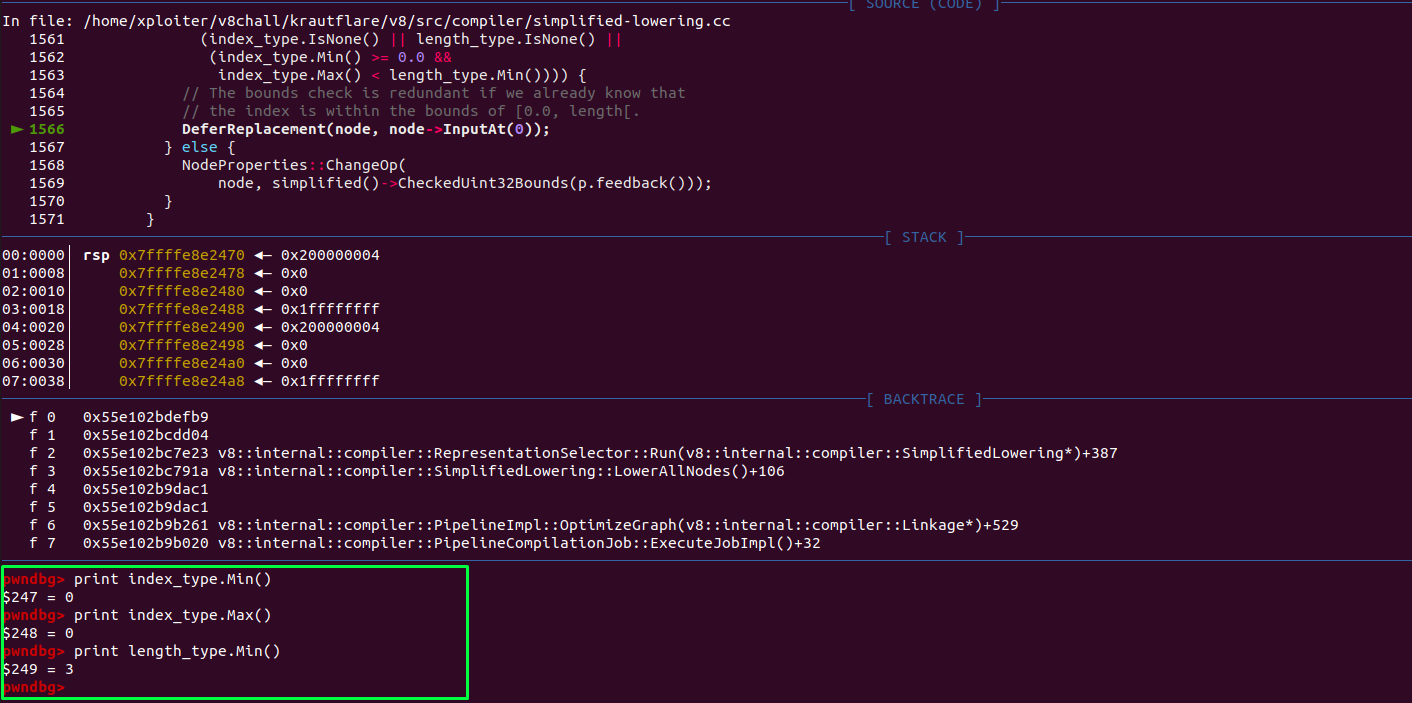 [ SOURCE (CODE) ]
In file: /home/xploiter/v8chall/krautflare/v8/src/compiler/simplified-lowering.cc
1561 (index_type.IsNone() || length_type.IsNone() ||
1562 (index_type.Min() >= 0.0 &&
1563 index_type.Max() < length_type.Min()))) {
1564 // The bounds check is redundant if we already know that
1565 // the index is within the bounds of [0.0, length[.
► 1566 DeferReplacement(node, node->InputAt(0));
1567 } else {
1568 NodeProperties::ChangeOp(
1569 node, simplified()->CheckedUint32Bounds(p.feedback()));
1570 }
1571 }
[ STACK ]
00:0000│ rsp 0x7ffffe8e2470 ◄— 0x200000004
01:0008│ 0x7ffffe8e2478 ◄— 0x0
02:0010│ 0x7ffffe8e2480 ◄— 0x0
03:0018│ 0x7ffffe8e2488 ◄— 0x1ffffffff
04:0020│ 0x7ffffe8e2490 ◄— 0x200000004
05:0028│ 0x7ffffe8e2498 ◄— 0x0
06:0030│ 0x7ffffe8e24a0 ◄— 0x0
07:0038│ 0x7ffffe8e24a8 ◄— 0x1ffffffff
[ BACKTRACE ]
► f 0 0x55e102bdefb9
f 1 0x55e102bcdd04
f 2 0x55e102bc7e23 v8::internal::compiler::RepresentationSelector::Run(v8::internal::compiler::SimplifiedLowering*)+387
f 3 0x55e102bc791a v8::internal::compiler::SimplifiedLowering::LowerAllNodes()+106
f 4 0x55e102b9dac1
f 5 0x55e102b9dac1
f 6 0x55e102b9b261 v8::internal::compiler::PipelineImpl::OptimizeGraph(v8::internal::compiler::Linkage*)+529
f 7 0x55e102b9b020 v8::internal::compiler::PipelineCompilationJob::ExecuteJobImpl()+32
pwndbg> print index_type.Min()
$247 = 0
pwndbg> print index_type.Max()
$248 = 0
pwndbg> print length_type.Min()
$249 = 3
pwndbg>